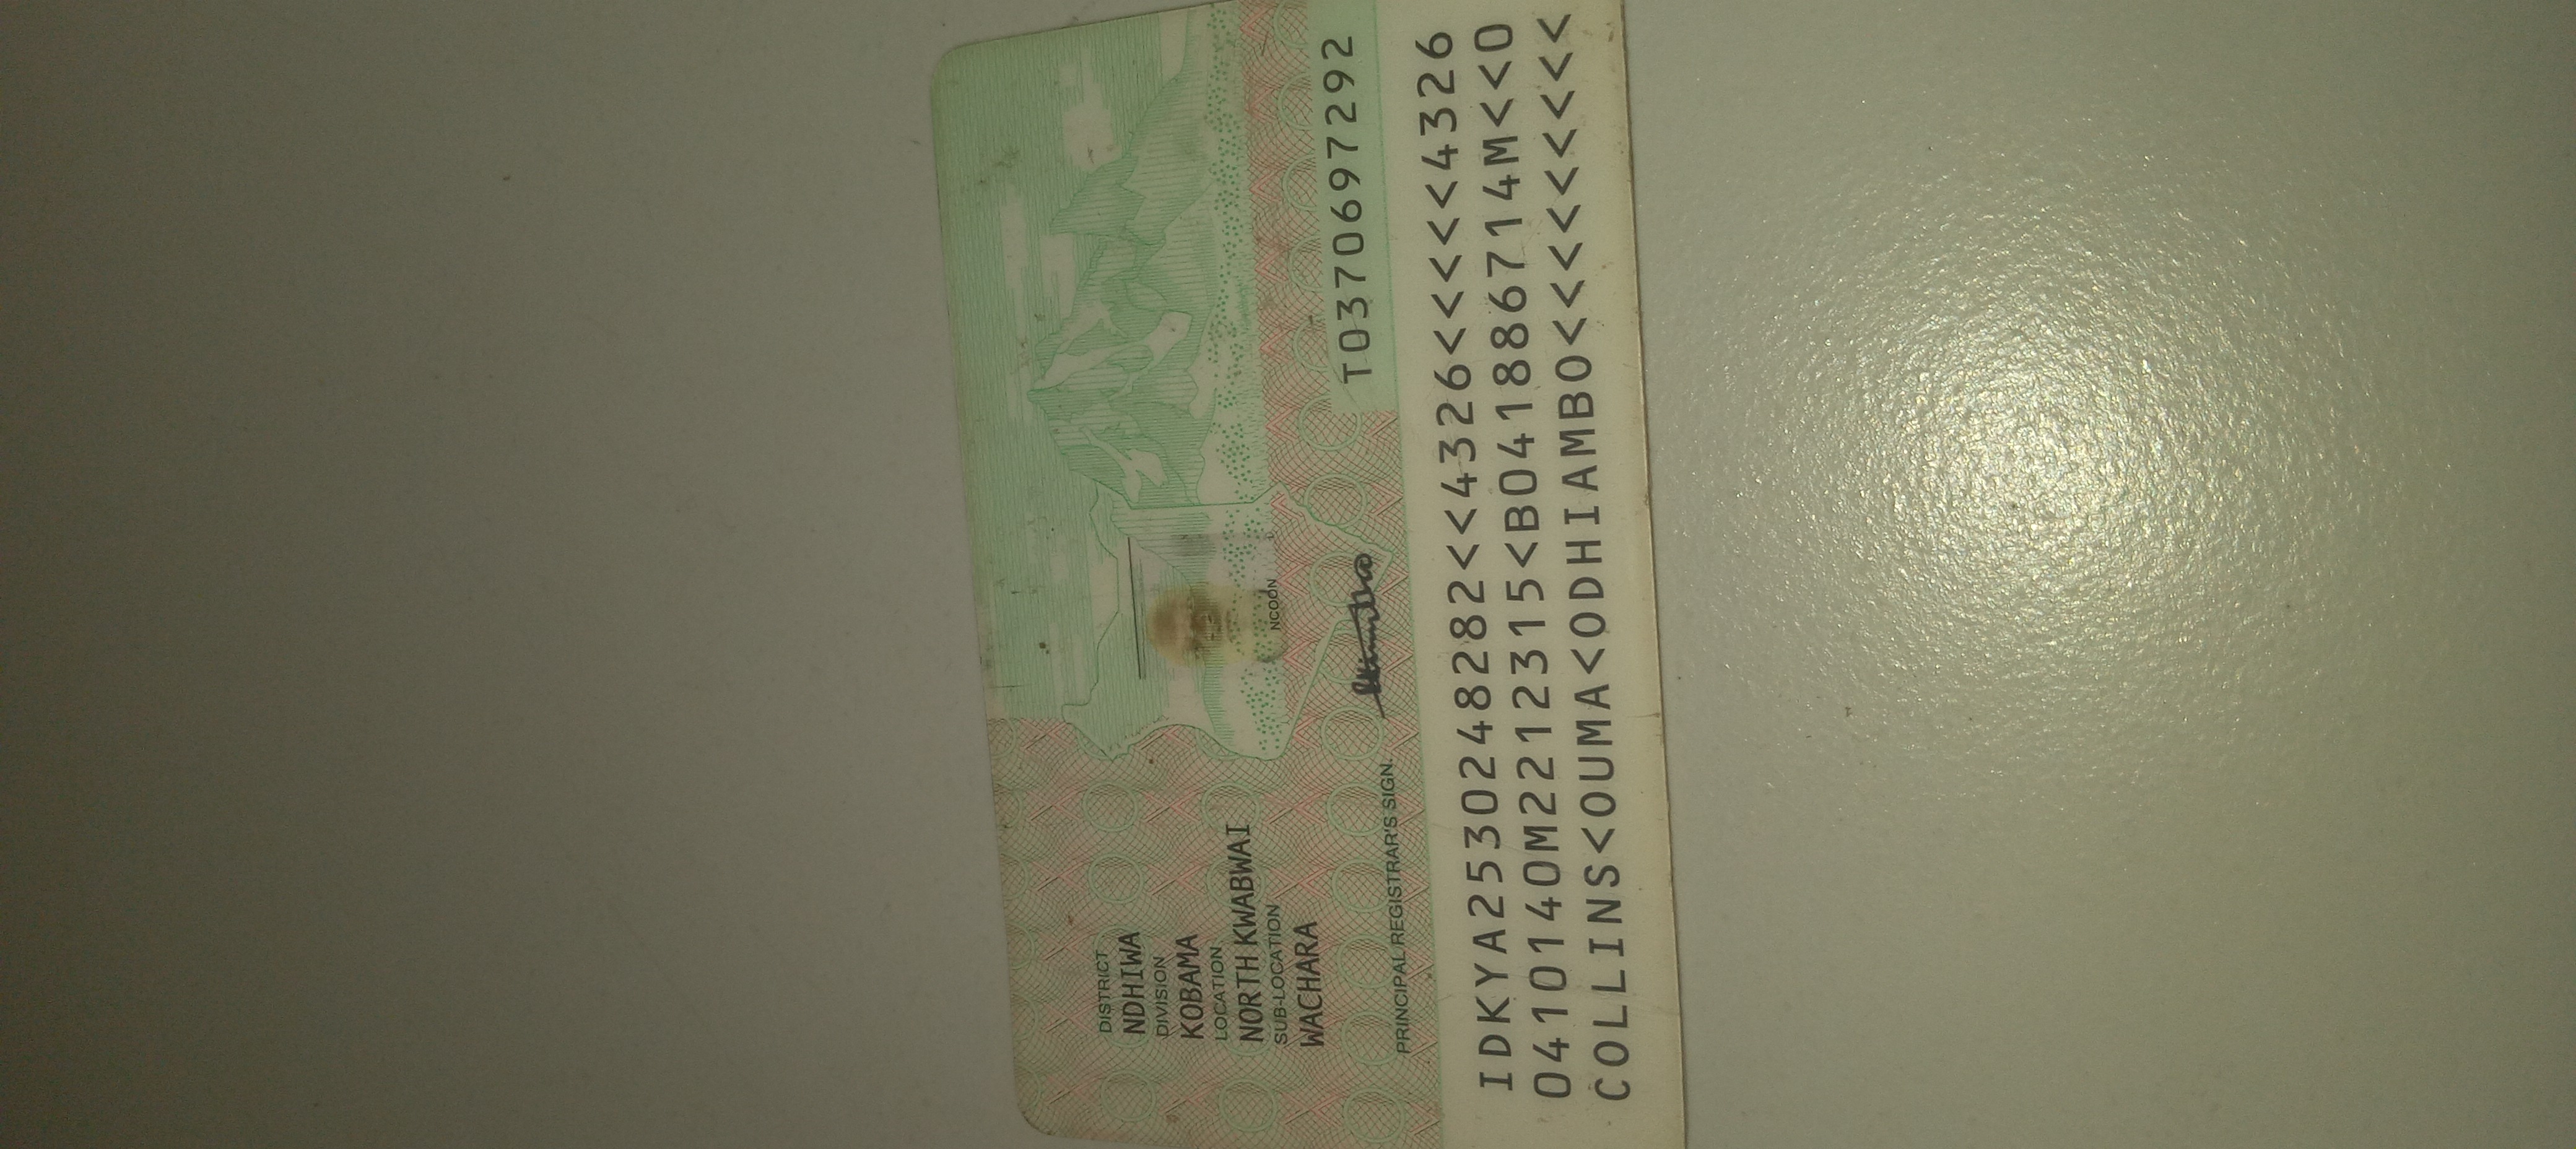 DISTRICT
NDHIWA
DIVISION
KOBAMA
LOCATION
NORTH KWABWAI
SUB-LOCATION
WACHARA
NCOON
PRINCIPAL REGISTRAR'S SIGN.
T0370697292
IDKYA2530248282<<4326<<<<<4326
0410140M2212315<B041886714M<<0
COLLINS<OUMA<ODHIAMBO<<<<<<<<<